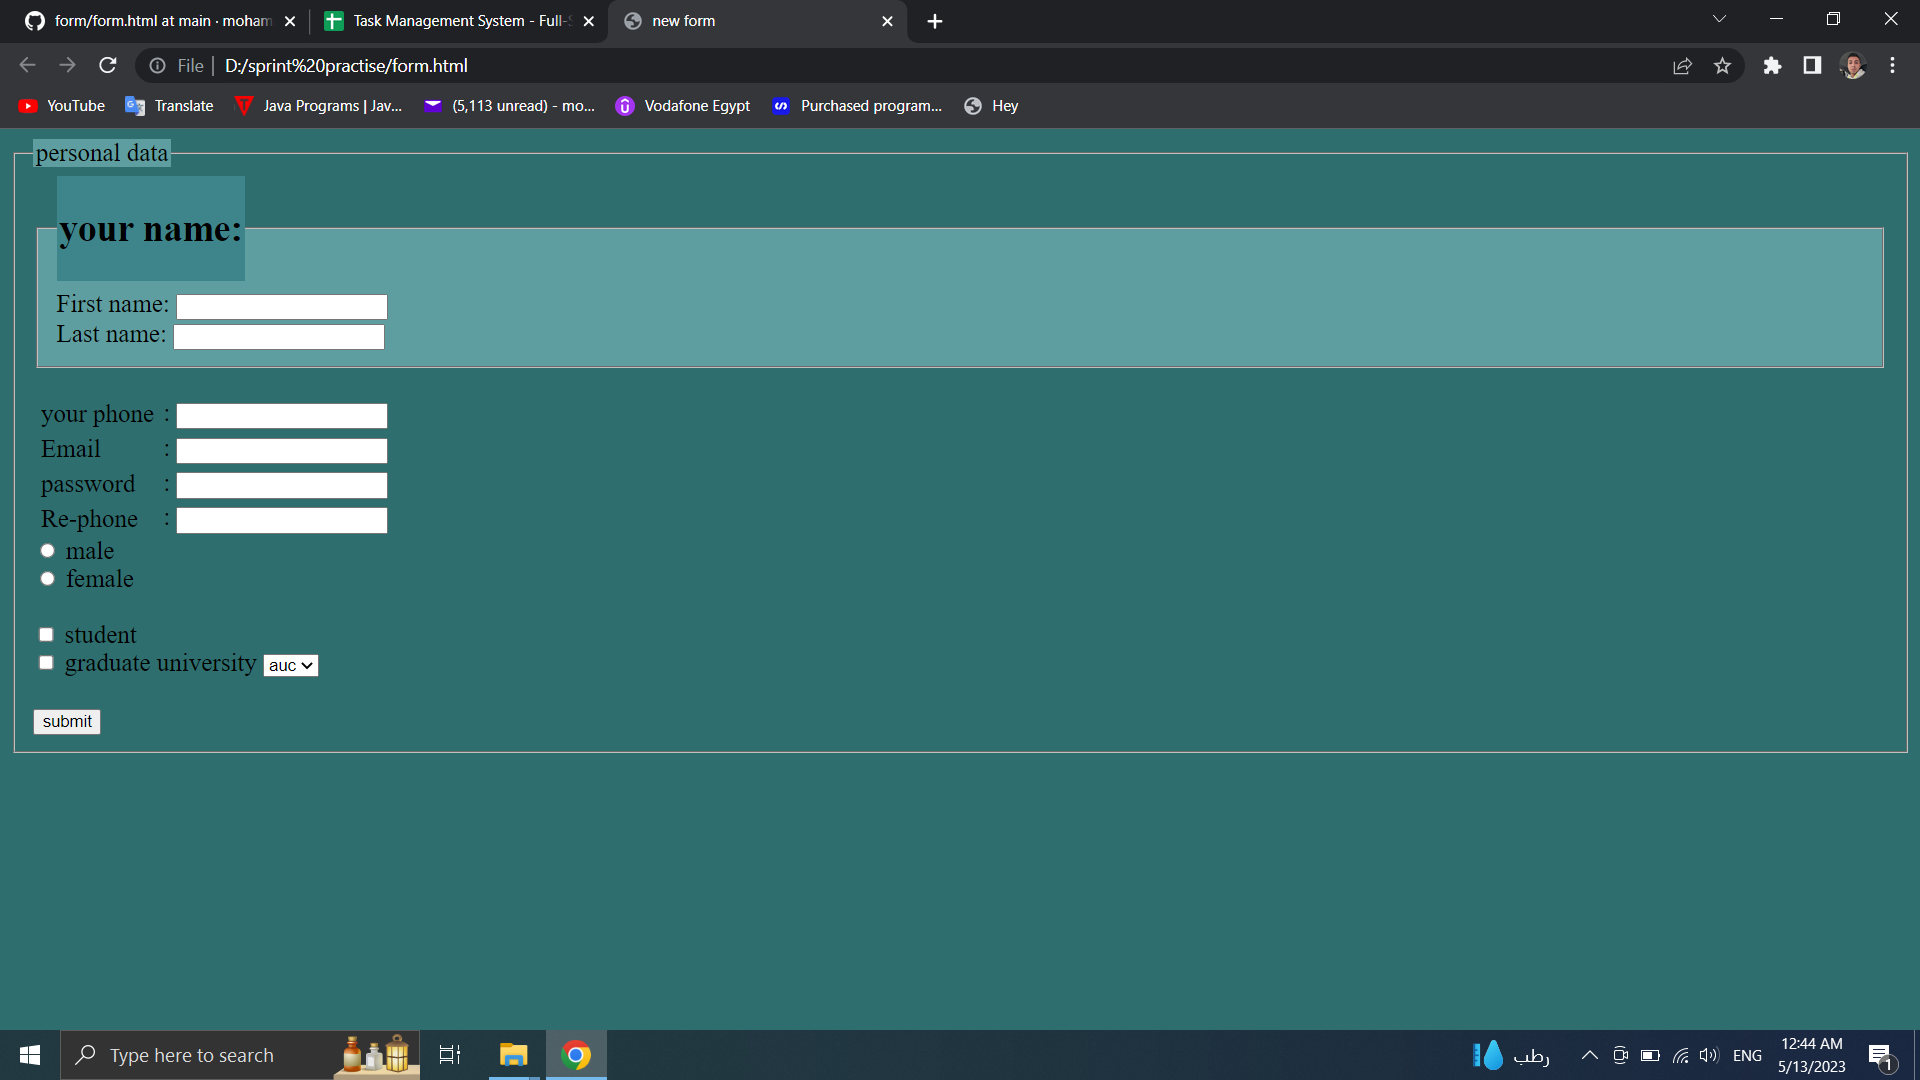 form/form.html at main · moham
Task Management System - Full-S
new form
File
D:/sprint%20practise/form.html
YouTube
Translate
Java Programs | Jav...
(5,113 unread) - mo...
Vodafone Egypt
Purchased program...
Hey
personal data
your name:
First name:
Last name:
your phone :
Email :
password :
Re-phone :
male
female
student
graduate university auc
submit
Type here to search
رطب
ENG
12:44 AM
5/13/2023
1